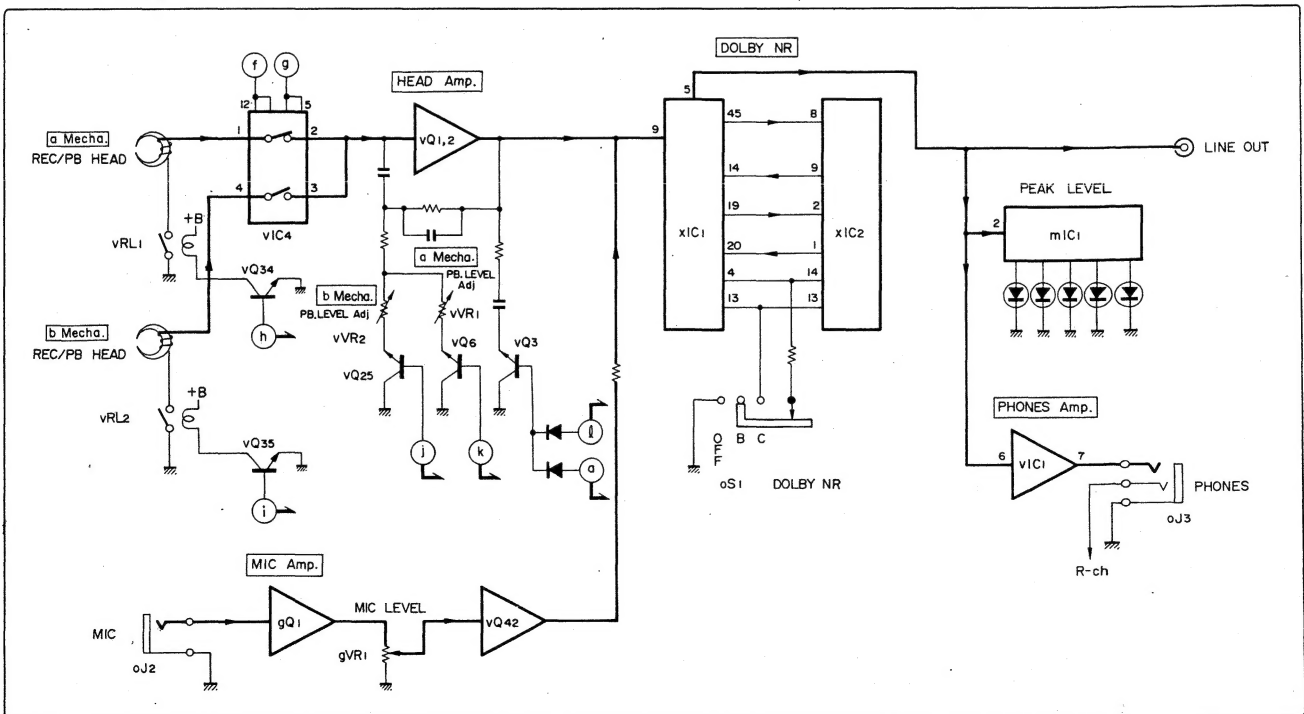 DOLBY NR
f g
12 5
HEAD Amp.
5
a Mecha.
REC/PB HEAD
1 2
vQ1,2
9
xIC1
45 8
LINE OUT
4 3
vIC4
14 9
PEAK LEVEL
+B
vRL1
19 2
xIC2
2
mIC1
vQ34
a Mecha.
PB.LEVEL
Adj
20 1
4 14
b Mecha.
PB.LEVEL Adj
vVR1
13 13
b Mecha.
REC/PB HEAD
h
vVR2
vQ6
vQ3
vQ25
+B
vRL2
PHONES Amp.
vQ35
j
k
l
a
OFF B C
6 7
vIC1
oS1 DOLBY NR
PHONES
i
oJ3
MIC Amp.
R-ch
MIC LEVEL
MIC
gQ1
vQ42
gVR1
oJ2